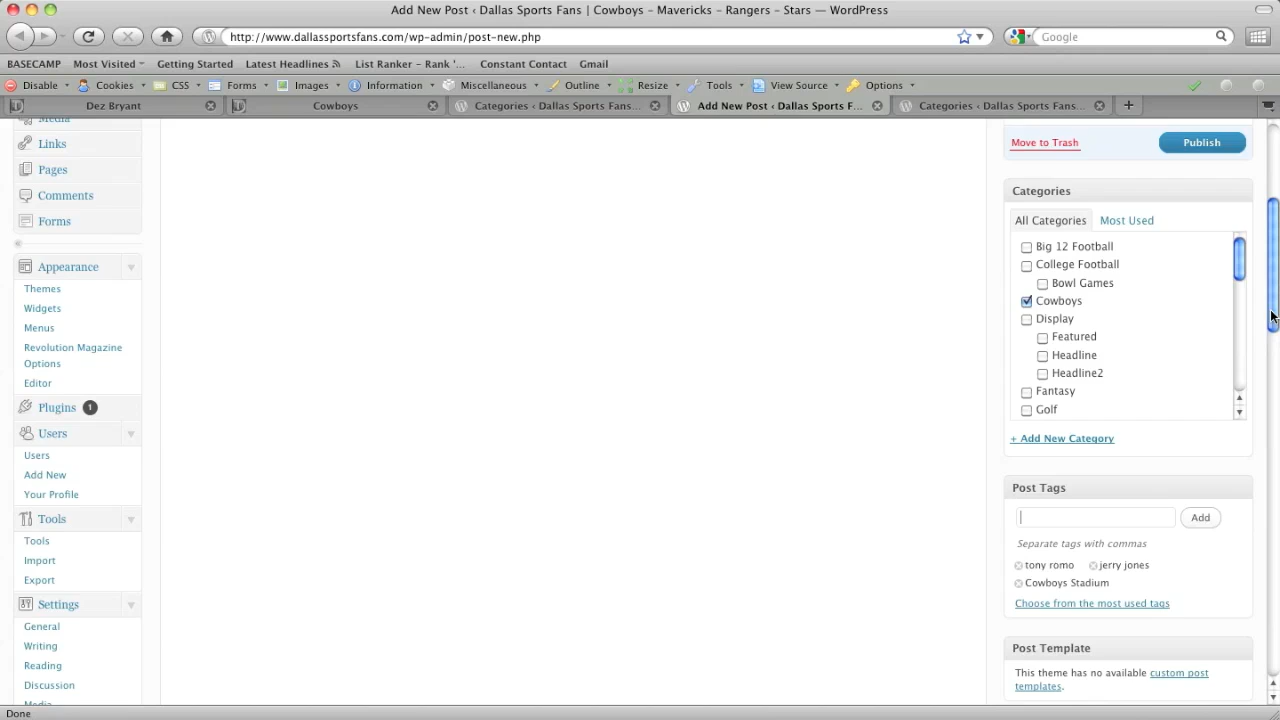 Add New Post ‹ Dallas Sports Fans | Cowboys – Mavericks – Rangers – Stars — WordPress
http://www.dallassportsfans.com/wp-admin/post-new.php
Google
BASECAMP Most Visited Getting Started Latest Headlines List Ranker – Rank '... Constant Contact Gmail
Disable Cookies CSS Forms Images Information Miscellaneous Outline Resize Tools View Source Options
Dez Bryant Cowboys Categories ‹ Dallas Sports Fans... Add New Post ‹ Dallas Sports F... Categories ‹ Dallas Sports Fans...
Media
Links
Pages
Comments
Forms
Appearance
Themes
Widgets
Menus
Revolution Magazine
Options
Editor
Plugins 1
Users
Users
Add New
Your Profile
Tools
Tools
Import
Export
Settings
General
Writing
Reading
Discussion
Media
Move to Trash Publish
Categories
All Categories Most Used
Big 12 Football
College Football
Bowl Games
Cowboys
Display
Featured
Headline
Headline2
Fantasy
Golf
+ Add New Category
Post Tags
Add
Separate tags with commas
tony romo jerry jones
Cowboys Stadium
Choose from the most used tags
Post Template
This theme has no available custom post
templates.
Done